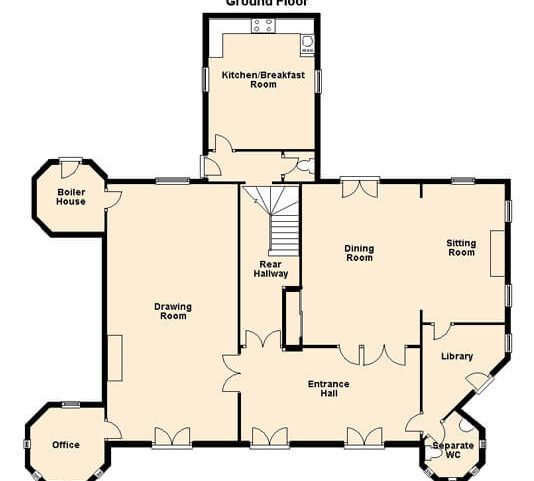 Ground Floor
Kitchen/Breakfast
Room
Boiler
House
Rear
Hallway
Dining
Room
Sitting
Room
Drawing
Room
Library
Entrance
Hall
Office
Separate
WC